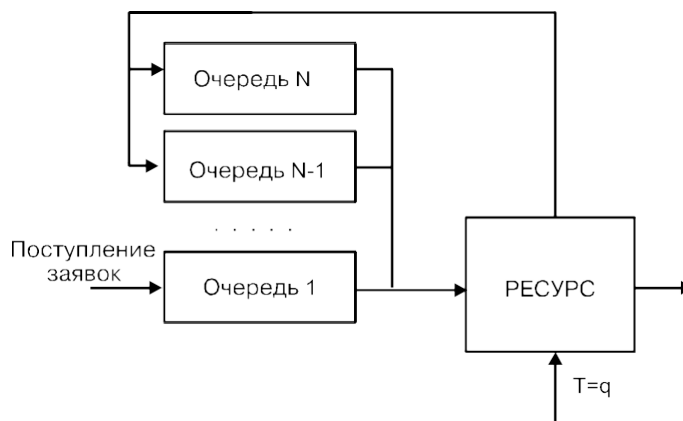 Очередь N
Очередь N-1
. . . . .
Поступление
заявок
Очередь 1
РЕСУРС
T=q